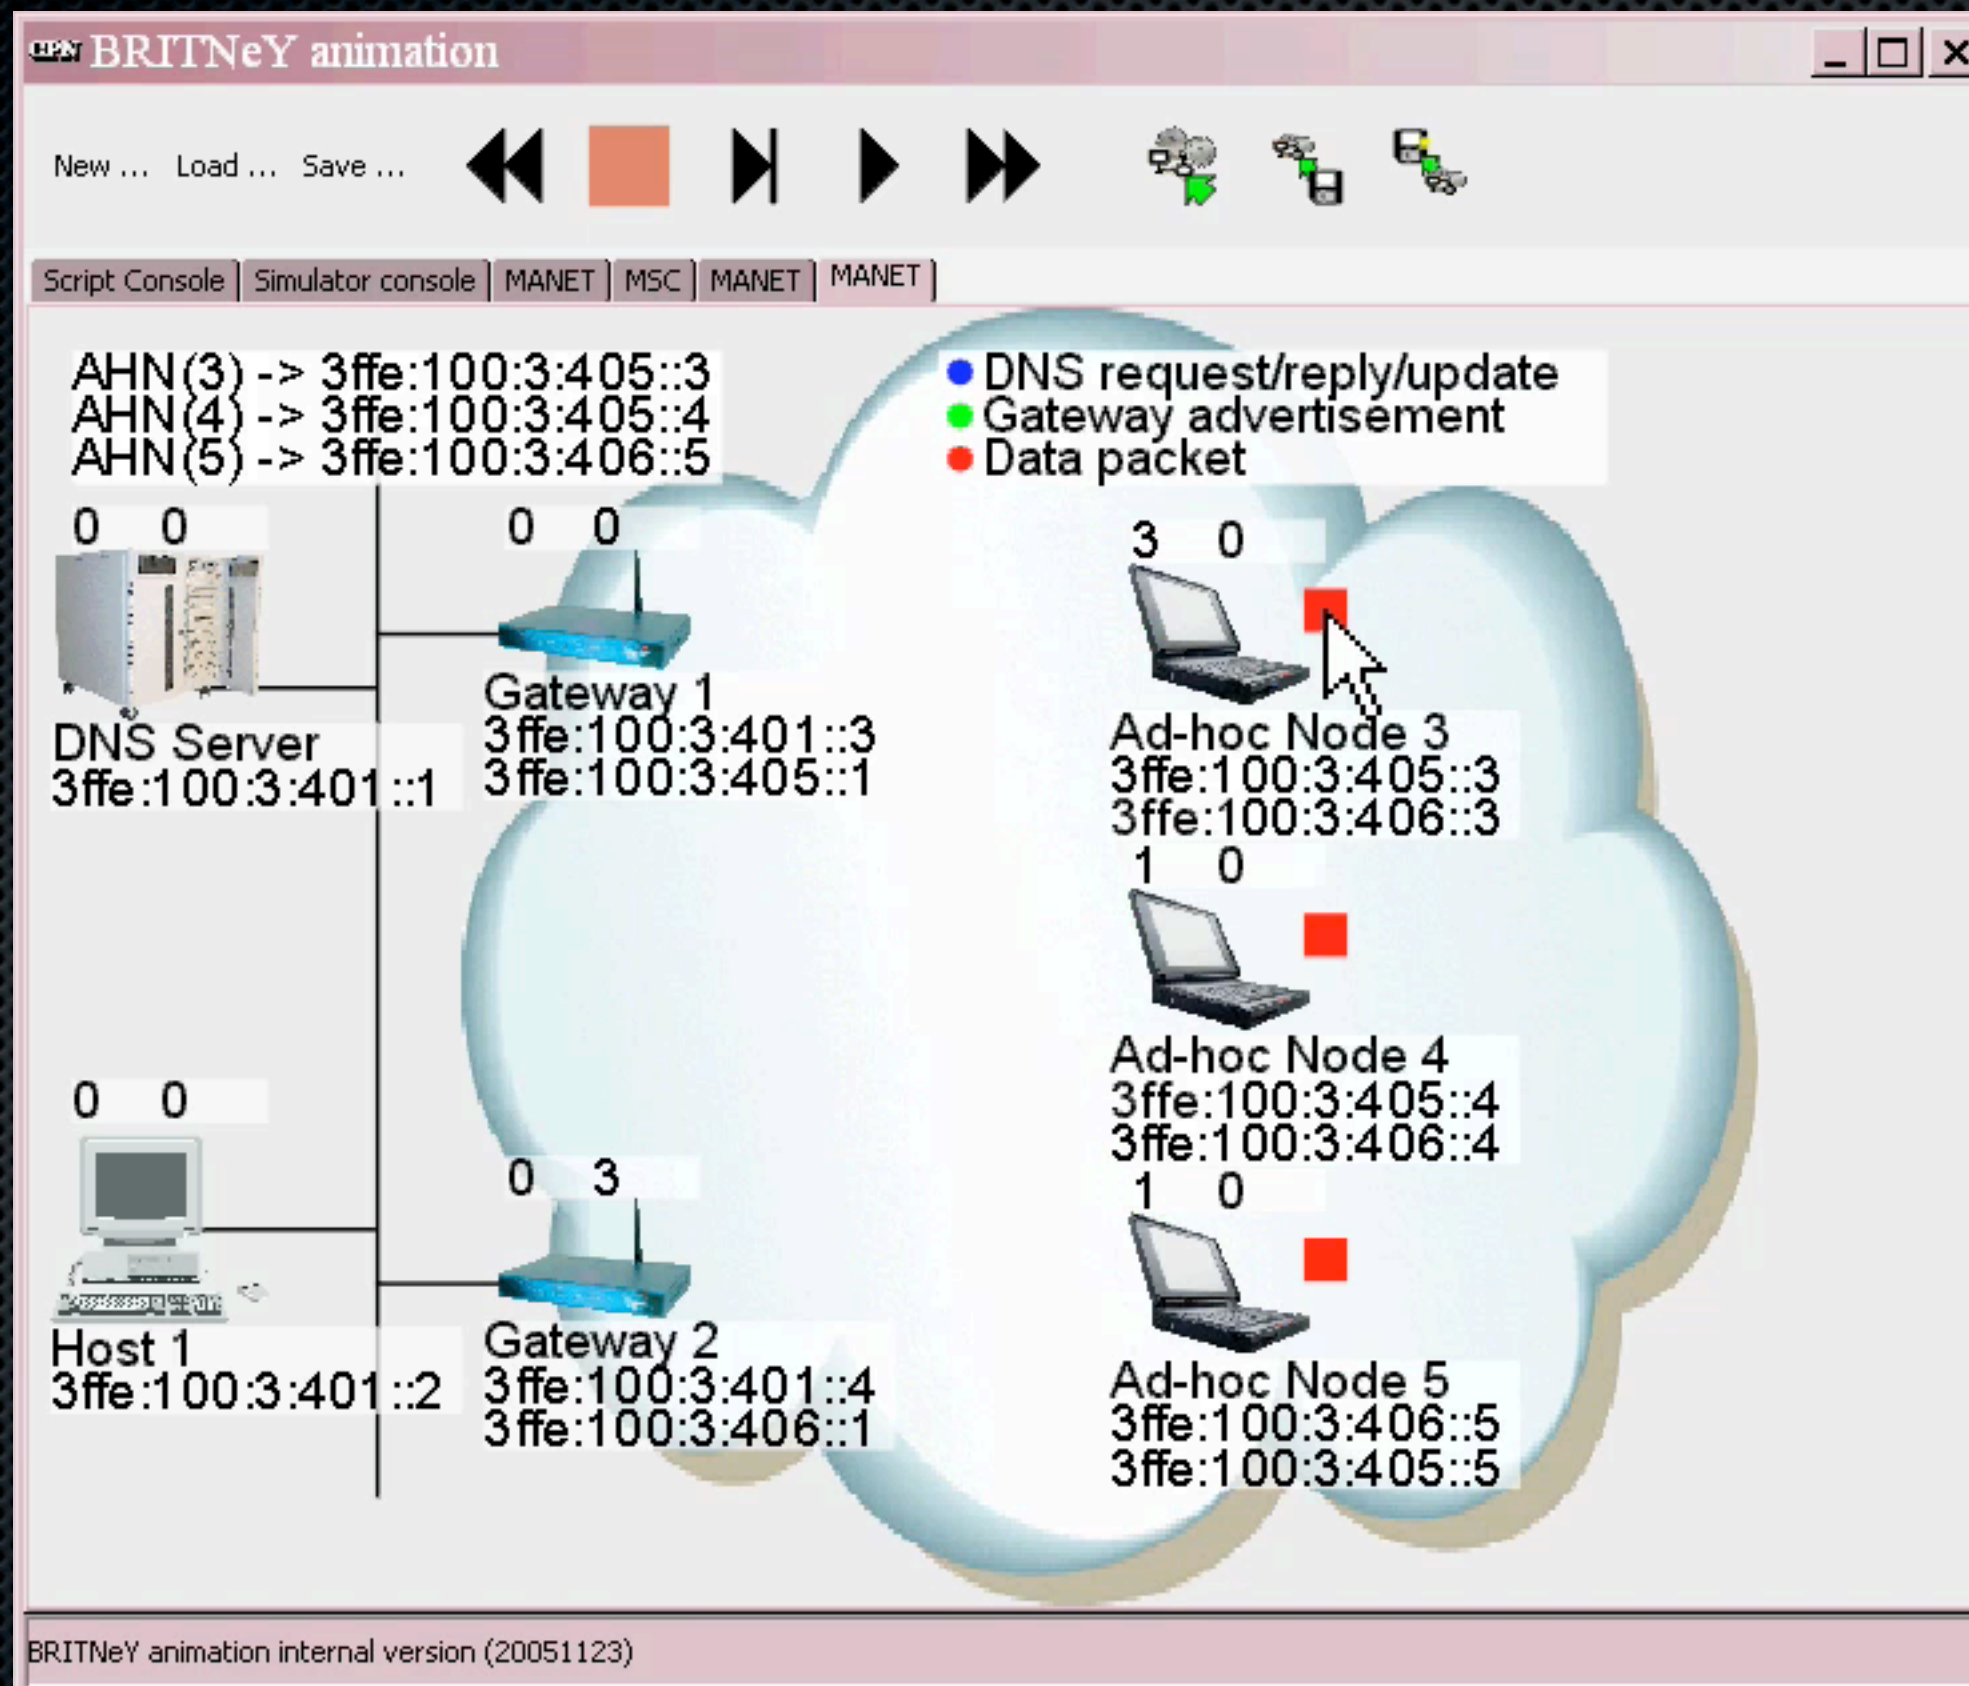 CPN BRITNeY animation
New ... Load ... Save ...
Script Console Simulator console MANET MSC MANET MANET
AHN(3) -> 3ffe:100:3:405::3
AHN(4) -> 3ffe:100:3:405::4
AHN(5) -> 3ffe:100:3:406::5
DNS request/reply/update
Gateway advertisement
Data packet
0 0
DNS Server
3ffe:100:3:401::1
0 0
Gateway 1
3ffe:100:3:401::3
3ffe:100:3:405::1
3 0
Ad-hoc Node 3
3ffe:100:3:405::3
3ffe:100:3:406::3
1 0
Ad-hoc Node 4
3ffe:100:3:405::4
3ffe:100:3:406::4
0 0
Host 1
3ffe:100:3:401::2
0 3
Gateway 2
3ffe:100:3:401::4
3ffe:100:3:406::1
1 0
Ad-hoc Node 5
3ffe:100:3:406::5
3ffe:100:3:405::5
BRITNeY animation internal version (20051123)